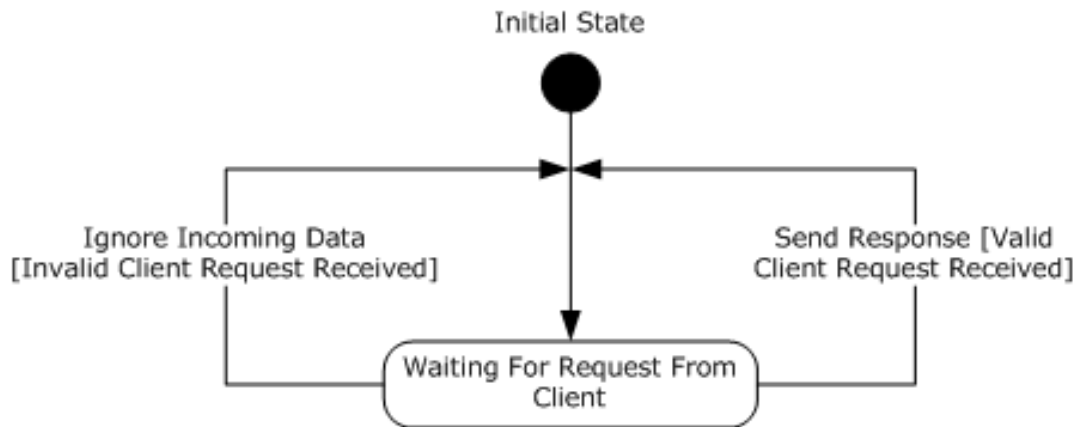 Initial State
Ignore Incoming Data
[Invalid Client Request Received]
Send Response [Valid
Client Request Received]
Waiting For Request From
Client